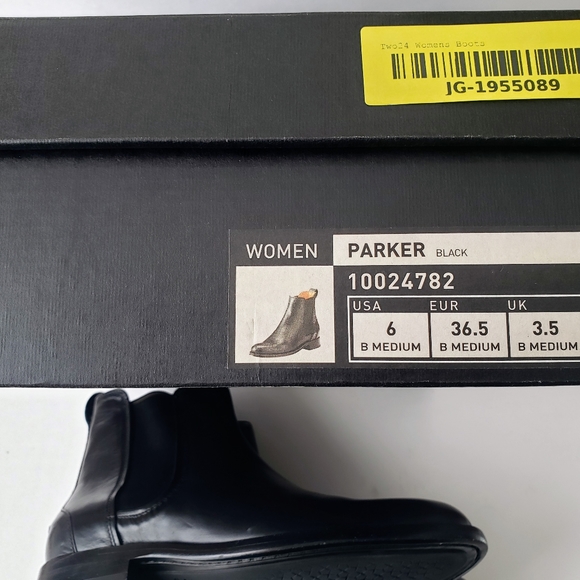 Two24 Womens Boots
JG-1955089
WOMEN
PARKER BLACK
10024782
USA EUR UK
6 36.5 3.5
B MEDIUM B MEDIUM B MEDIUM